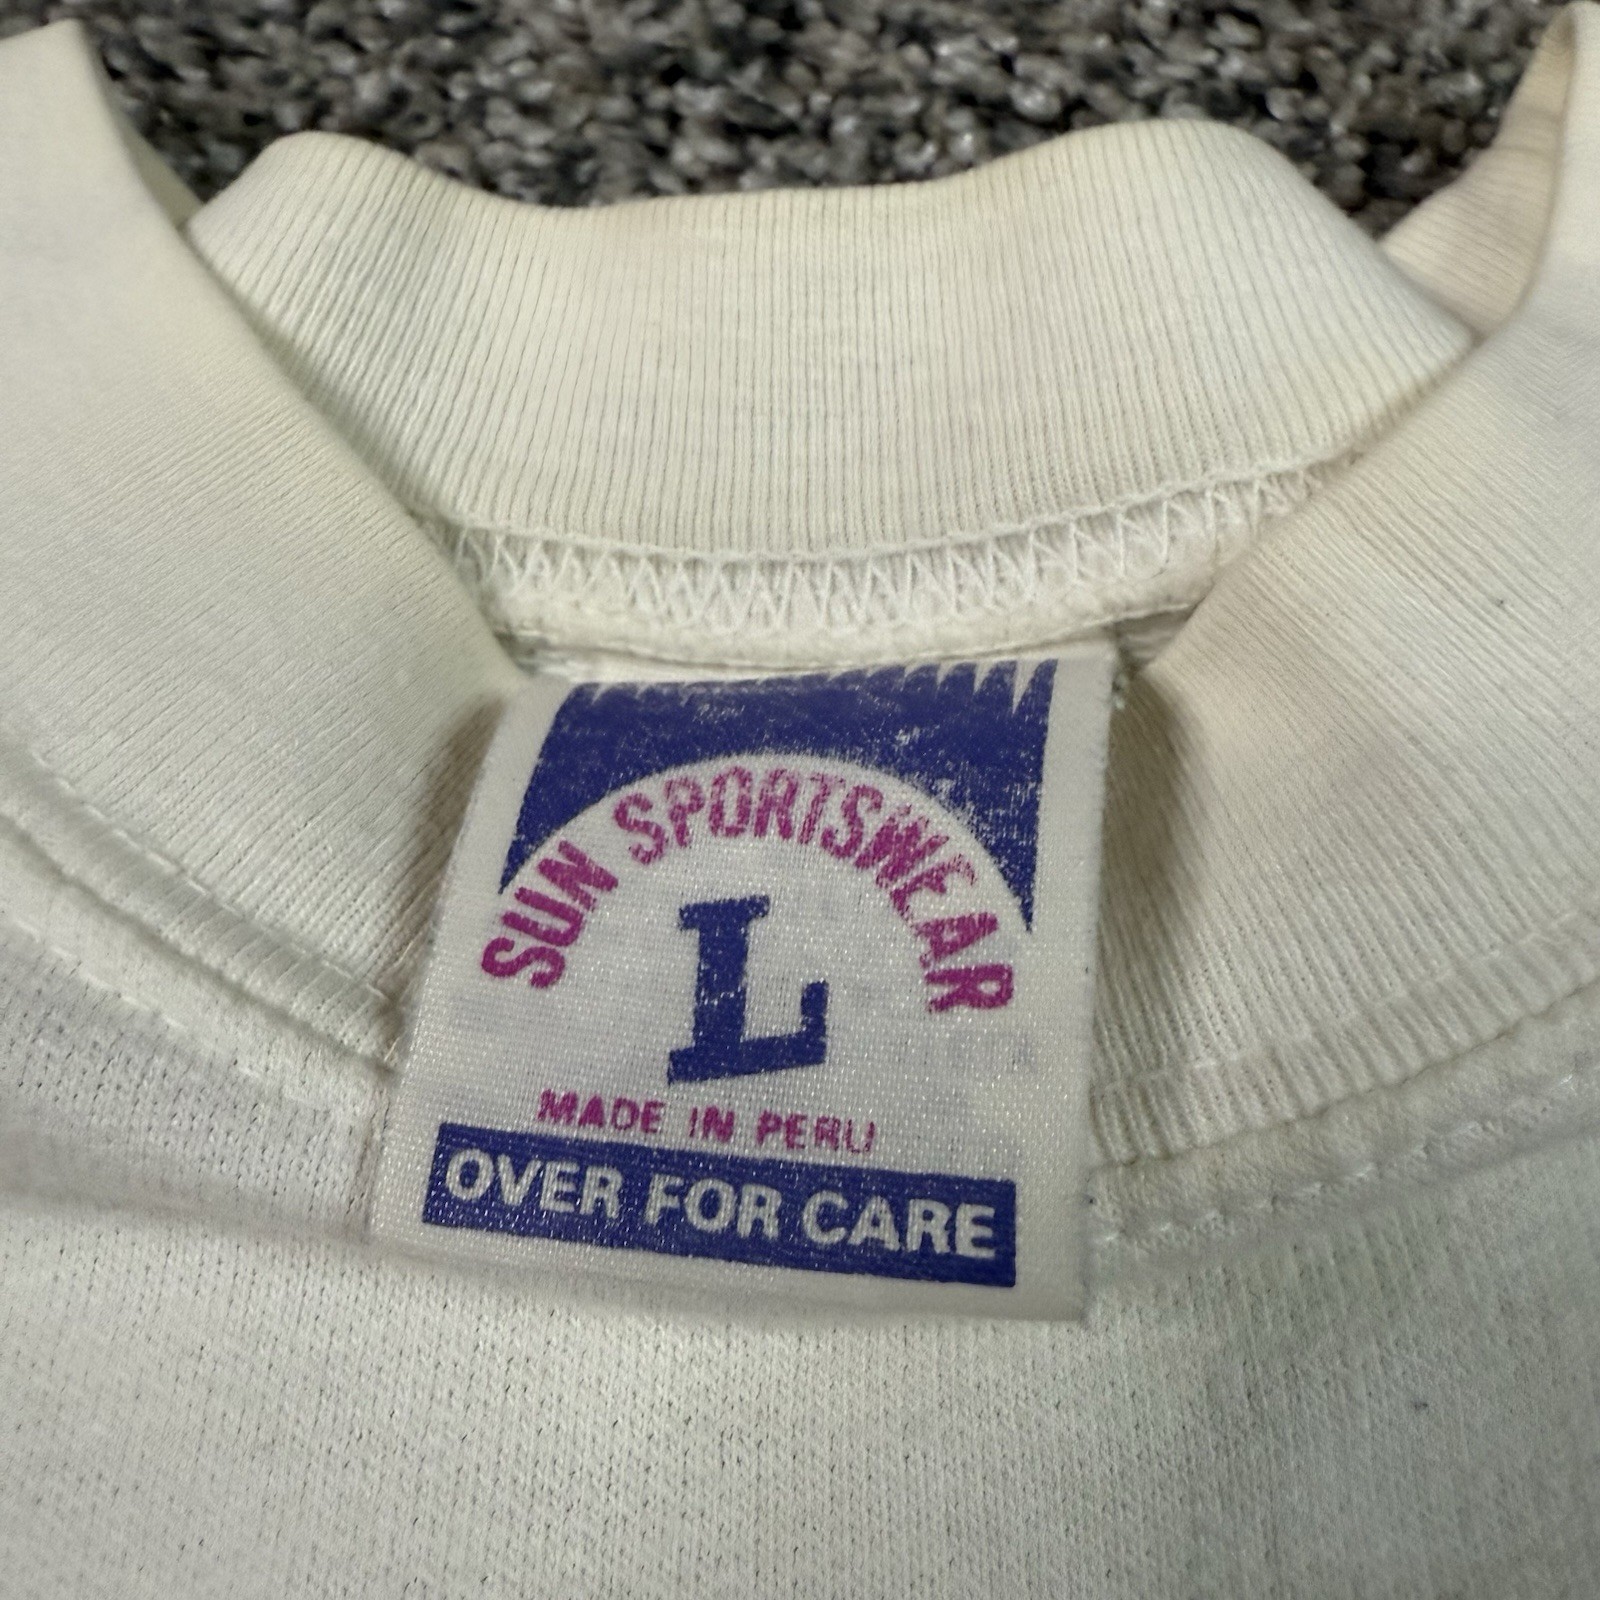 SUN SPORTSWEAR
L
MADE IN PERU
OVER FOR CARE